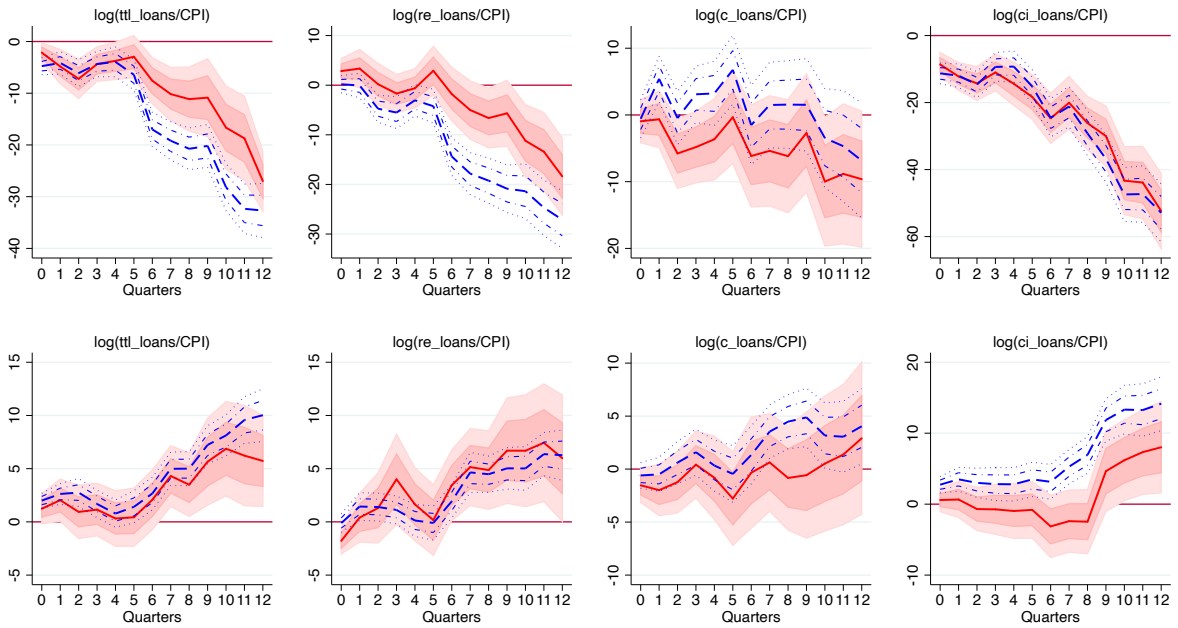 log(ttl_loans/CPI)
0
-10
-20
-30
-40
0 1 2 3 4 5 6 7 8 9 10 11 12
Quarters
log(re_loans/CPI)
10
0
-10
-20
-30
0 1 2 3 4 5 6 7 8 9 10 11 12
Quarters
log(c_loans/CPI)
10
0
-10
-20
0 1 2 3 4 5 6 7 8 9 10 11 12
Quarters
log(ci_loans/CPI)
0
-20
-40
-60
0 1 2 3 4 5 6 7 8 9 10 11 12
Quarters
log(ttl_loans/CPI)
15
10
5
0
-5
0 1 2 3 4 5 6 7 8 9 10 11 12
Quarters
log(re_loans/CPI)
15
10
5
0
-5
0 1 2 3 4 5 6 7 8 9 10 11 12
Quarters
log(c_loans/CPI)
10
5
0
-5
-10
0 1 2 3 4 5 6 7 8 9 10 11 12
Quarters
log(ci_loans/CPI)
20
10
0
-10
0 1 2 3 4 5 6 7 8 9 10 11 12
Quarters